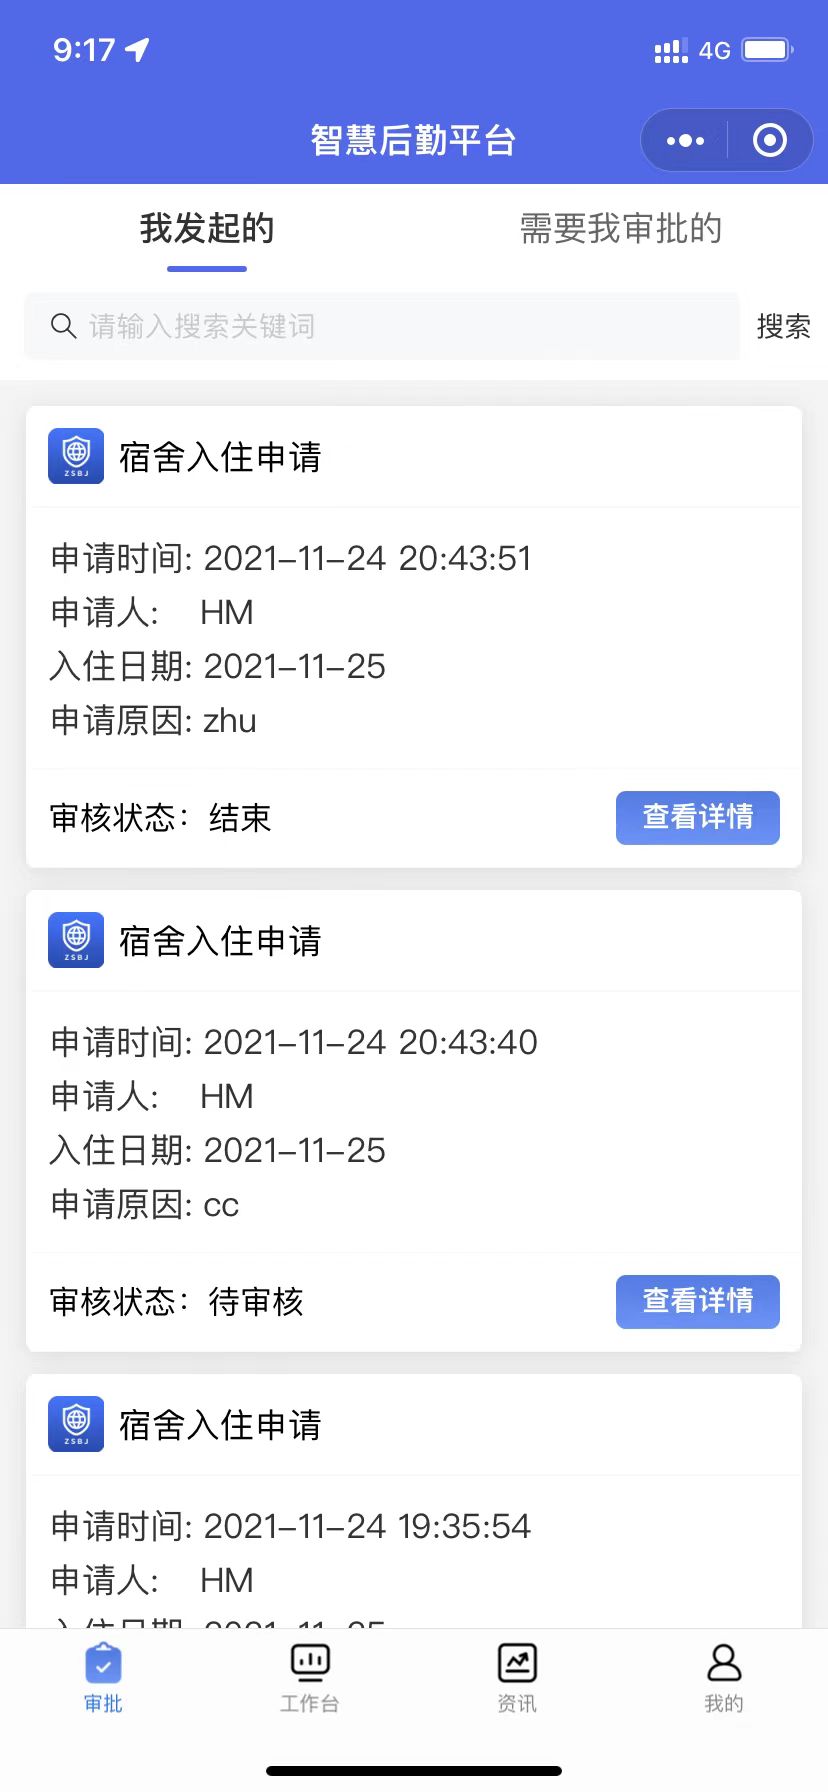 9:17
4G
智慧后勤平台
我发起的
需要我审批的
请输入搜索关键词
搜索
ZSBJ
宿舍入住申请
申请时间: 2021-11-24 20:43:51
申请人: HM
入住日期: 2021-11-25
申请原因: zhu
审核状态：结束
查看详情
ZSBJ
宿舍入住申请
申请时间: 2021-11-24 20:43:40
申请人: HM
入住日期: 2021-11-25
申请原因: cc
审核状态：待审核
查看详情
ZSBJ
宿舍入住申请
申请时间: 2021-11-24 19:35:54
申请人: HM
入住日期: 2021-11-25
审批
工作台
资讯
我的